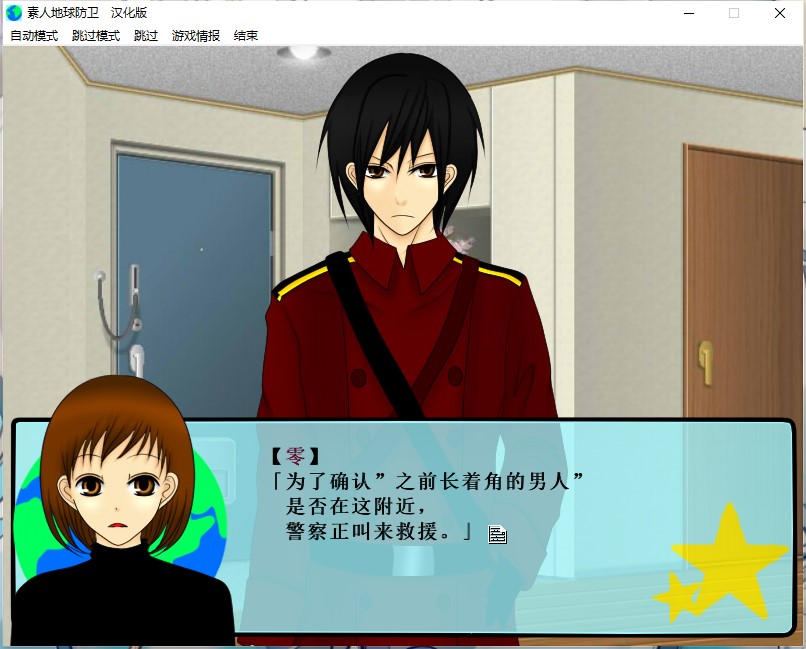 素人地球防卫 汉化版
自动模式 跳过模式 跳过 游戏情报 结束
【零】
「为了确认”之前长着角的男人”
是否在这附近，
警察正叫来救援。」